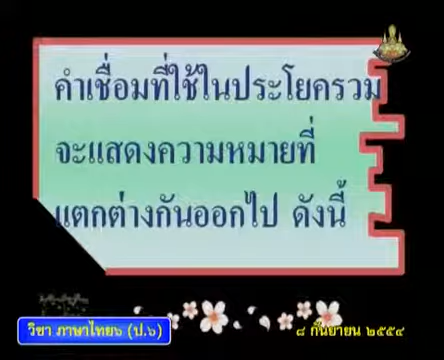 คำเชื่อมที่ใช้ในประโยครวม
จะแสดงความหมายที่
แตกต่างกันออกไป ดังนี้
วิชา ภาษาไทย๖ (ป.๖)
๘ กันยายน ๒๕๕๔